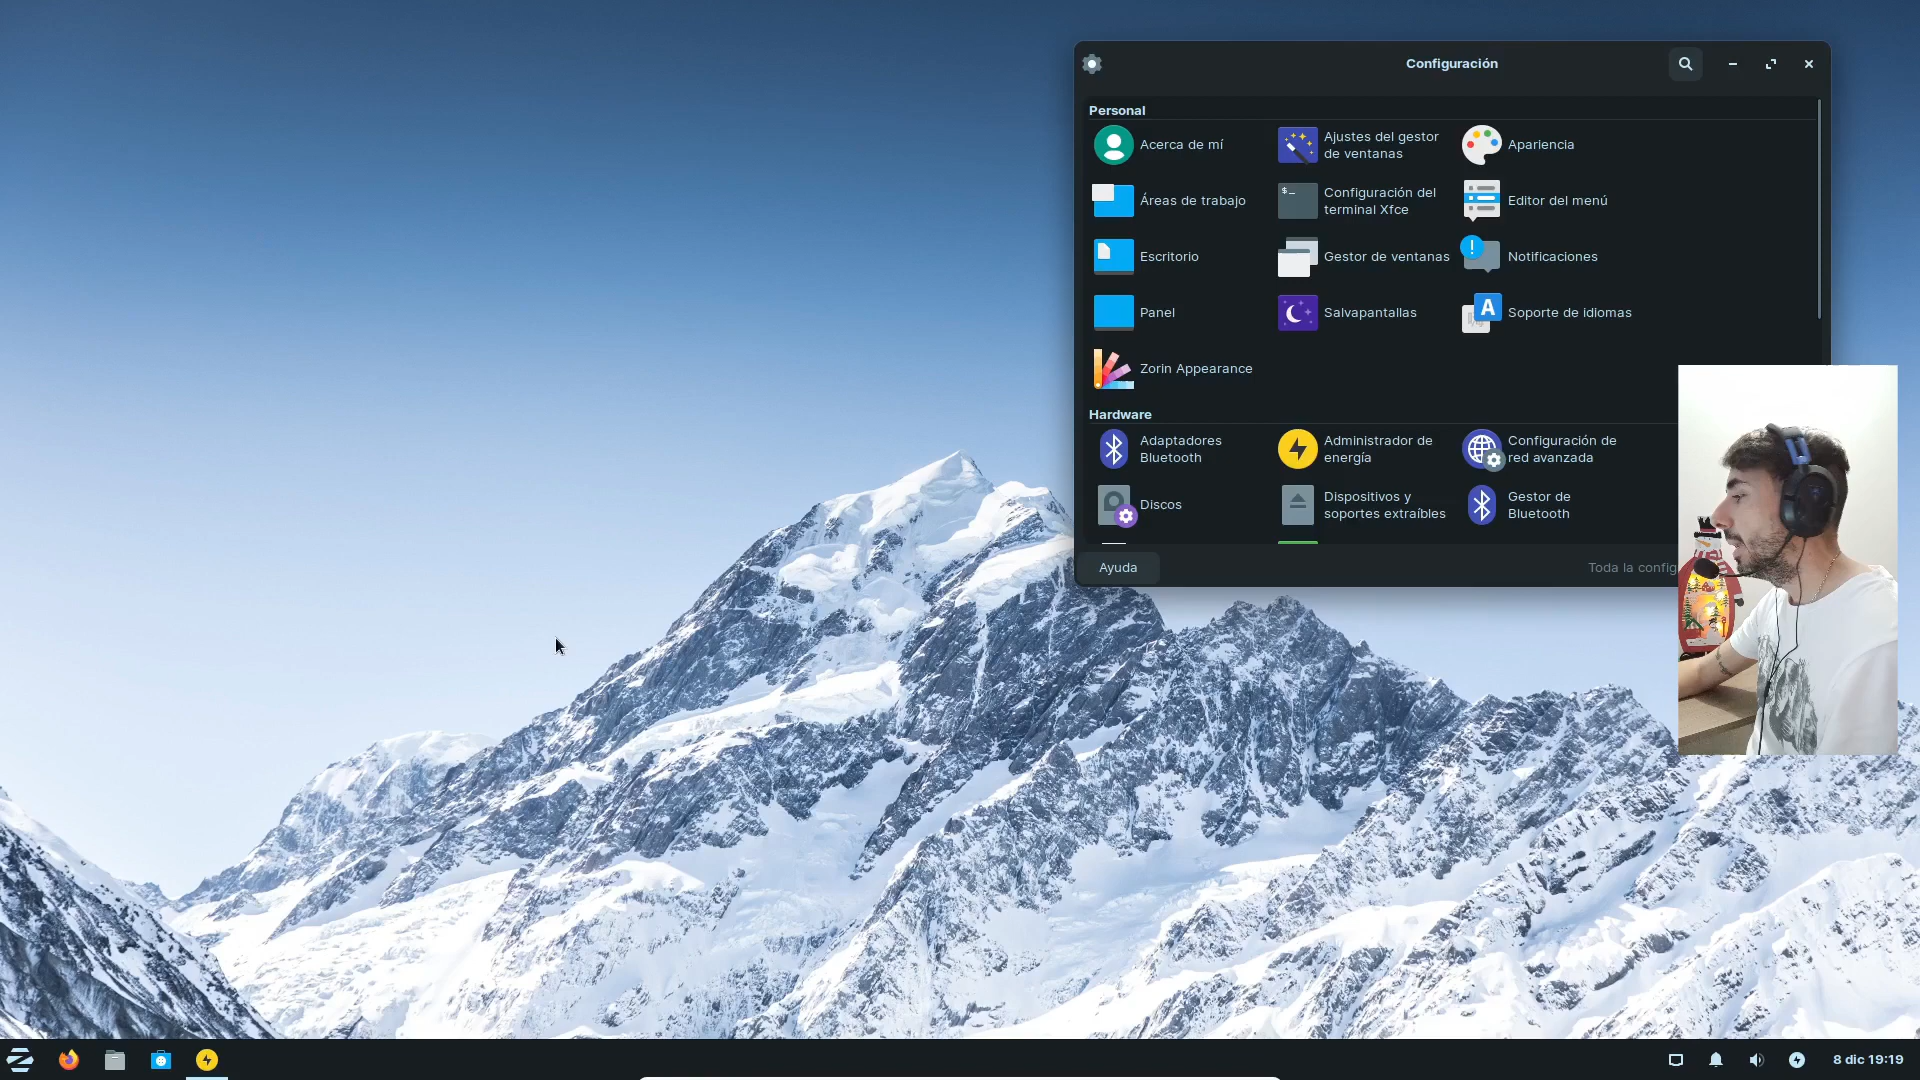 Configuración
Personal
Acerca de mí
Ajustes del gestor
de ventanas
Apariencia
Áreas de trabajo
$_
Configuración del
terminal Xfce
Editor del menú
Escritorio
Gestor de ventanas
!
Notificaciones
Panel
Salvapantallas
A
Soporte de idiomas
Zorin Appearance
Hardware
Adaptadores
Bluetooth
Administrador de
energía
Configuración de
red avanzada
Discos
Dispositivos y
soportes extraíbles
Gestor de
Bluetooth
Ayuda
Toda la config
8 dic 19:19